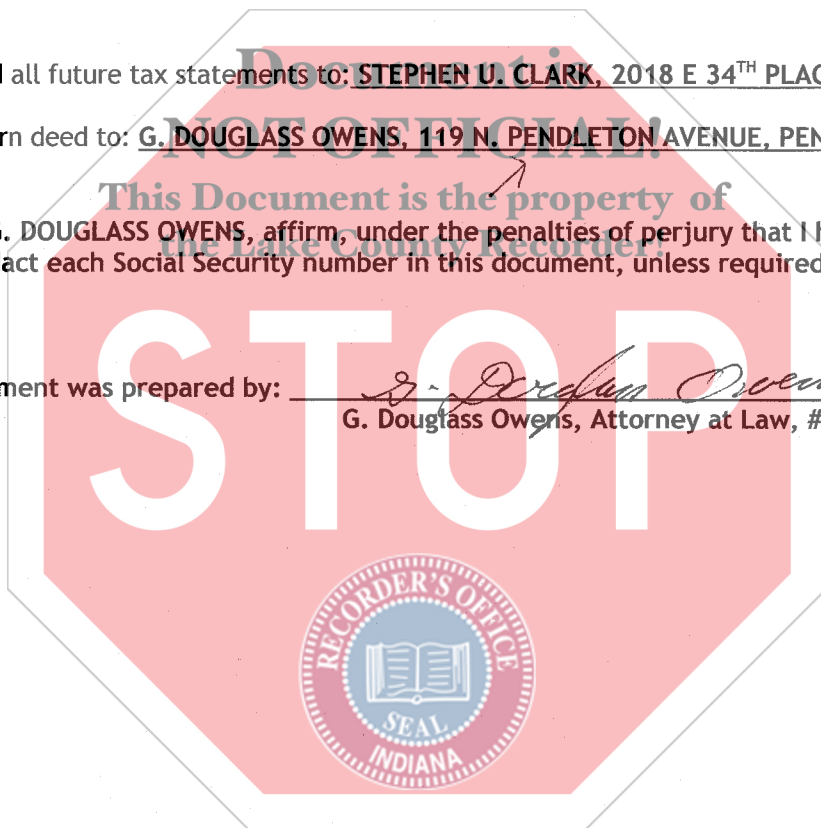 l all future tax statements to: STEPHEN U. CLARK, 2018 E 34TH PLAC
Document is
rn deed to: G. DOUGLASS OWENS, 119 N. PENDLETON AVENUE, PEN
NOT OFFICIAL!
This Document is the property of
the Lake County Recorder!
G. DOUGLASS OWENS, affirm, under the penalties of perjury that I h
act each Social Security number in this document, unless required
STOP
ment was prepared by: G. Douglass Owens
G. Douglass Owens, Attorney at Law, #
RECORDER'S OFFICE
SEAL
INDIANA